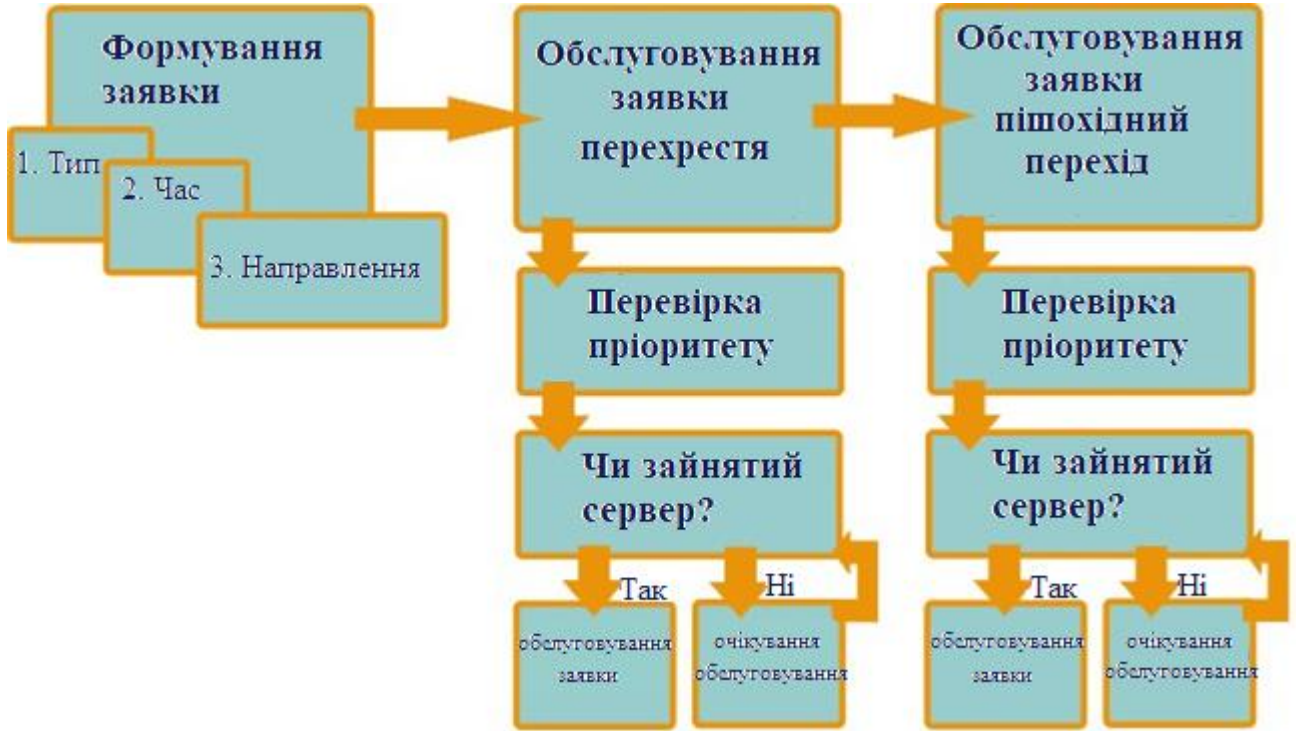 Формування
заявки
1. Тип
2. Час
3. Направлення
Обслуговування
заявки
перехрестя
Перевірка
пріоритету
Чи зайнятий
сервер?
Так
Ні
обслуговування
заявки
очікування
обслуговування
Обслуговування
заявки
пішохідний
перехід
Перевірка
пріоритету
Чи зайнятий
сервер?
Так
Ні
обслуговування
заявки
очікування
обслуговування